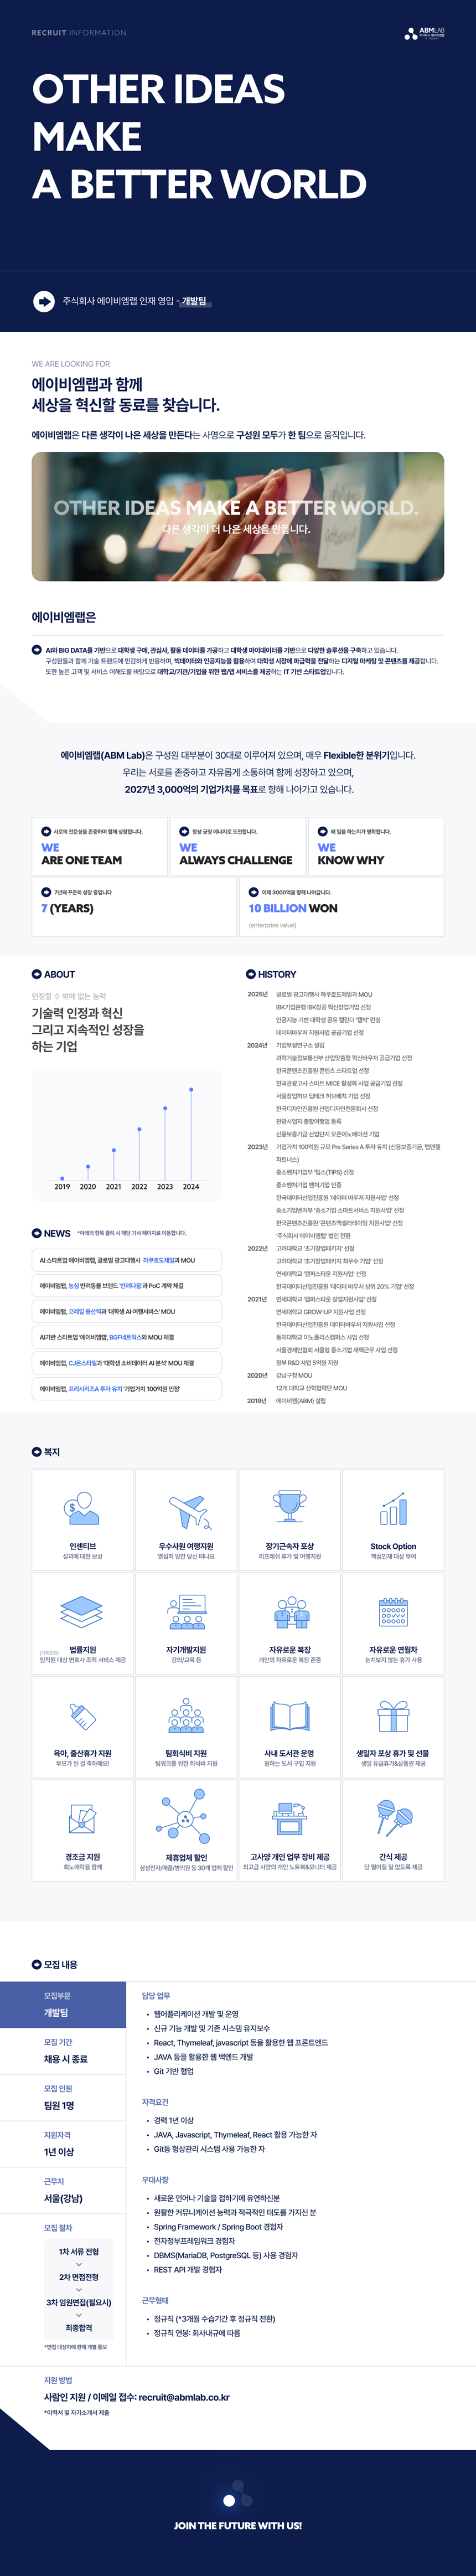 RECRUIT INFORMATION
ABMLAB
OTHER IDEAS
MAKE
A BETTER WORLD
주식회사 에이비엠랩 인재 영입 - 개발팀
WE ARE LOOKING FOR
에이비엠랩과 함께
세상을 혁신할 동료를 찾습니다.
에이비엠랩은 다른 생각이 나은 세상을 만든다는 사명으로 구성원 모두가 한 팀으로 움직입니다.
OTHER IDEAS MAKE A BETTER WORLD.
다른 생각이 더 나은 세상을 만듭니다.
에이비엠랩은
AI와 BIG DATA를 기반으로 대학생 구매, 관심사, 활동 데이터를 가공하고 대학생 마이데이터를 기반으로 다양한 솔루션을 구축하고 있습니다.
구성원들과 함께 기술 트렌드에 민감하게 반응하며, 빅데이터와 인공지능을 활용하여 대학생 시장에 파급력을 전달하는 디지털 마케팅 및 콘텐츠를 제공합니다.
또한 높은 고객 및 서비스 이해도를 바탕으로 대학교/기관/기업을 위한 웹/앱 서비스를 제공하는 IT 기반 스타트업입니다.
에이비엠랩(ABM Lab)은 구성원 대부분이 30대로 이루어져 있으며, 매우 Flexible한 분위기입니다.
우리는 서로를 존중하고 자유롭게 소통하며 함께 성장하고 있으며,
2027년 3,000억의 기업가치를 목표로 향해 나아가고 있습니다.
서로의 전문성을 존중하며 함께 성장합니다.
WE
ARE ONE TEAM
항상 긍정 에너지로 도전합니다.
WE
ALWAYS CHALLENGE
왜 일을 하는지가 명확합니다.
WE
KNOW WHY
7년째 꾸준히 성장 중입니다
7 (YEARS)
이제 3000억을 향해 나아갑니다.
10 BILLION WON
(enterprise value)
ABOUT
인정할 수 밖에 없는 능력
기술력 인정과 혁신
그리고 지속적인 성장을
하는 기업
2019 2020 2021 2022 2023 2024
NEWS *아래의 항목 클릭 시 해당 기사 페이지로 이동합니다.
AI 스타트업 에이비엠랩, 글로벌 광고대행사 하쿠호도제일과 MOU
에이비엠랩, 농심 반려동물 브랜드 '반려다움'과 PoC 계약 체결
에이비엠랩, 코레일 용산역과 '대학생 AI·여행서비스' MOU
AI기반 스타트업 '에이비엠랩', BGF네트웍스와 MOU 체결
에이비엠랩, CJ온스타일과 '대학생 소비데이터 AI 분석' MOU 체결
에이비엠랩, 프리시리즈A 투자 유치 '기업가치 100억원 인정'
HISTORY
2025년 글로벌 광고대행사 하쿠호도제일과 MOU
IBK기업은행 IBK창공 혁신창업기업 선정
인공지능 기반 대학생 공유 캘린더 '캘박' 런칭
데이터바우처 지원사업 공급기업 선정
2024년 기업부설연구소 설립
과학기술정보통신부 산업맞춤형 혁신바우처 공급기업 선정
한국콘텐츠진흥원 콘텐츠 스타트업 선정
한국관광공사 스마트 MICE 활성화 사업 공급기업 선정
서울창업허브 딥테크 허브배지 기업 선정
한국디자인진흥원 산업디자인전문회사 선정
관광사업자 종합여행업 등록
신용보증기금 산업단지 오픈이노베이션 기업
2023년 기업가치 100억원 규모 Pre Series A 투자 유치 (신용보증기금, 탭엔젤
파트너스)
중소벤처기업부 '팁스(TIPS) 선정
중소벤처기업 벤처기업 인증
한국데이터산업진흥원 '데이터 바우처 지원사업' 선정
중소기업벤처부 '중소기업 스마트서비스 지원사업' 선정
한국콘텐츠진흥원 '콘텐츠엑셀러레이팅 지원사업' 선정
'주식회사 에이비엠랩' 법인 전환
2022년 고려대학교 '초기창업패키지' 선정
고려대학교 '초기창업패키지 최우수 기업' 선정
연세대학교 '캠퍼스타운 지원사업' 선정
한국데이터산업진흥원 '데이터 바우처 상위 20% 기업' 선정
2021년 연세대학교 '캠퍼스타운 창업지원사업' 선정
연세대학교 GROW-UP 지원사업 선정
한국데이터산업진흥원 데이터바우처 지원사업 선정
동덕대학교 이노폴리스캠퍼스 사업 선정
서울경제인협회 서울형 중소기업 재택근무 사업 선정
정부 R&D 사업 5억원 지원
2020년 강남구청 MOU
12개 대학교 산학협력단 MOU
2019년 에이비엠(ABM) 설립
복지
인센티브
성과에 대한 보상
우수사원 여행지원
열심히 일한 당신 떠나요
장기근속자 포상
리프레쉬 휴가 및 여행지원
Stock Option
핵심인재 대상 부여
법률지원
임직원 대상 변호사 조력 서비스 제공
자기개발지원
강의/교육 등
자유로운 복장
개인의 자유로운 복장 존중
자유로운 연월차
눈치보지 않는 휴가 사용
육아, 출산휴가 지원
부모가 된 걸 축하해요!
팀회식비 지원
팀워크를 위한 회식비 지원
사내 도서관 운영
원하는 도서 구입 지원
생일자 포상 휴가 및 선물
생일 유급휴가&상품권 제공
경조금 지원
희노애락을 함께
제휴업체 할인
삼성전자/애플/병의원 등 30개 업체 할인
고사양 개인 업무 장비 제공
최고급 사양의 개인 노트북&모니터 제공
간식 제공
당 떨어질 일 없도록 제공
모집 내용
모집부문
개발팀
모집 기간
채용 시 종료
모집 인원
팀원 1명
지원자격
1년 이상
근무지
서울(강남)
모집 절차
1차 서류 전형
2차 면접전형
3차 임원면접(필요시)
최종합격
*면접 대상자에 한해 개별 통보
담당 업무
• 웹어플리케이션 개발 및 운영
• 신규 기능 개발 및 기존 시스템 유지보수
• React, Thymeleaf, javascript 등을 활용한 웹 프론트엔드
• JAVA 등을 활용한 웹 백엔드 개발
• Git 기반 협업
자격요건
• 경력 1년 이상
• JAVA, Javascript, Thymeleaf, React 활용 가능한 자
• Git등 형상관리 시스템 사용 가능한 자
우대사항
• 새로운 언어나 기술을 접하기에 유연하신분
• 원활한 커뮤니케이션 능력과 적극적인 태도를 가지신 분
• Spring Framework / Spring Boot 경험자
• 전자정부프레임워크 경험자
• DBMS(MariaDB, PostgreSQL 등) 사용 경험자
• REST API 개발 경험자
근무형태
• 정규직 (*3개월 수습기간 후 정규직 전환)
• 정규직 연봉: 회사내규에 따름
지원 방법
사람인 지원 / 이메일 접수: recruit@abmlab.co.kr
*이력서 및 자기소개서 제출
JOIN THE FUTURE WITH US!